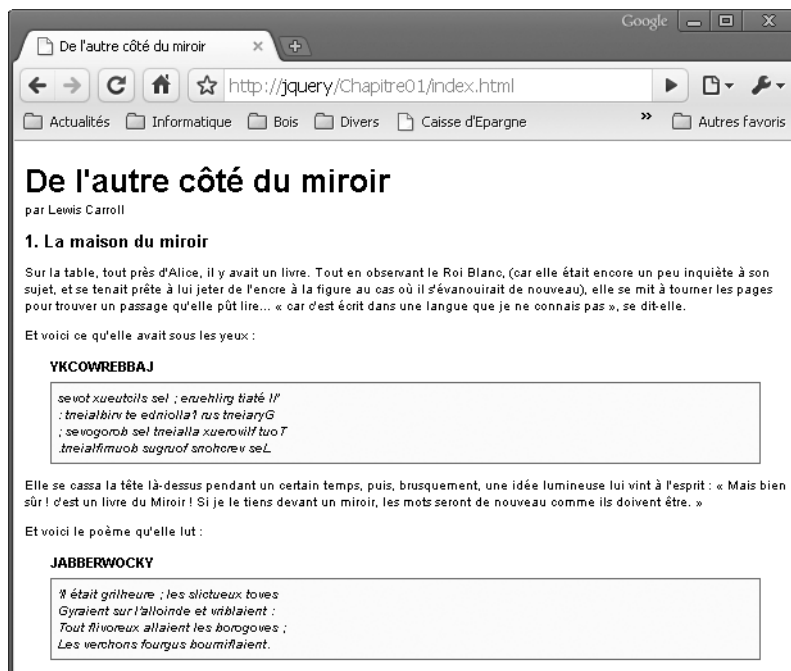 Google
De l'autre côté du miroir
http://jquery/Chapitre01/index.html
Actualités Informatique Bois Divers Caisse d'Epargne » Autres favoris
De l'autre côté du miroir
par Lewis Carroll
1. La maison du miroir
Sur la table, tout près d'Alice, il y avait un livre. Tout en observant le Roi Blanc, (car elle était encore un peu inquiète à son
sujet, et se tenait prête à lui jeter de l'encre à la figure au cas où il s'évanouirait de nouveau), elle se mit à tourner les pages
pour trouver un passage qu'elle pût lire... « car c'est écrit dans une langue que je ne connais pas », se dit-elle.
Et voici ce qu'elle avait sous les yeux :
YKCOWREBBAJ
sevot xueutcils sel ; eruehlirg tiaté lI'
: tneialbirv te edniolla'l rus tneiaryG
; sevogorob sel tneialla xuerovilf tuoT
.tneialfimuob sugruof snohcrev seL
Elle se cassa la tête là-dessus pendant un certain temps, puis, brusquement, une idée lumineuse lui vint à l'esprit : « Mais bien
sûr ! c'est un livre du Miroir ! Si je le tiens devant un miroir, les mots seront de nouveau comme ils doivent être. »
Et voici le poème qu'elle lut :
JABBERWOCKY
'Il était grilheure ; les slictueux toves
Gyraient sur l'alloinde et vriblaient :
Tout flivoreux allaient les borogoves ;
Les verchons fourgus bourniflaient.